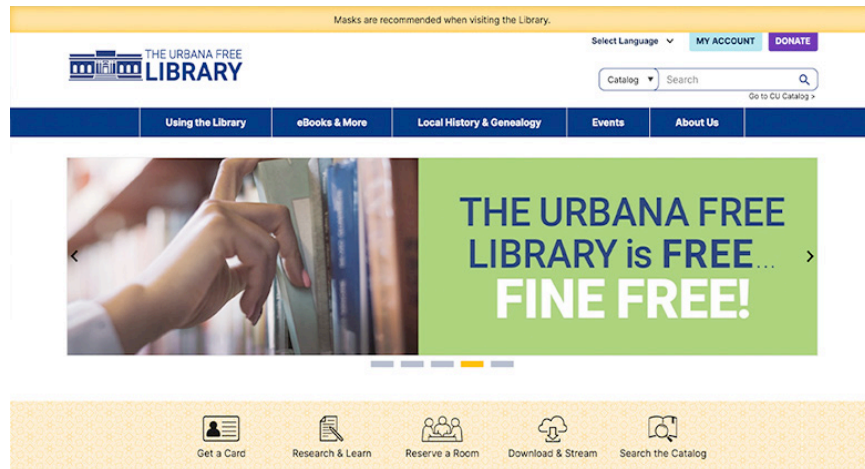 Masks are recommended when visiting the Library.
Select Language
MY ACCOUNT
DONATE
THE URBANA FREE
LIBRARY
Catalog
Search
Go to CU Catalog >
Using the Library
eBooks & More
Local History & Genealogy
Events
About Us
THE URBANA FREE
LIBRARY is FREE...
FINE FREE!
Get a Card
Research & Learn
Reserve a Room
Download & Stream
Search the Catalog